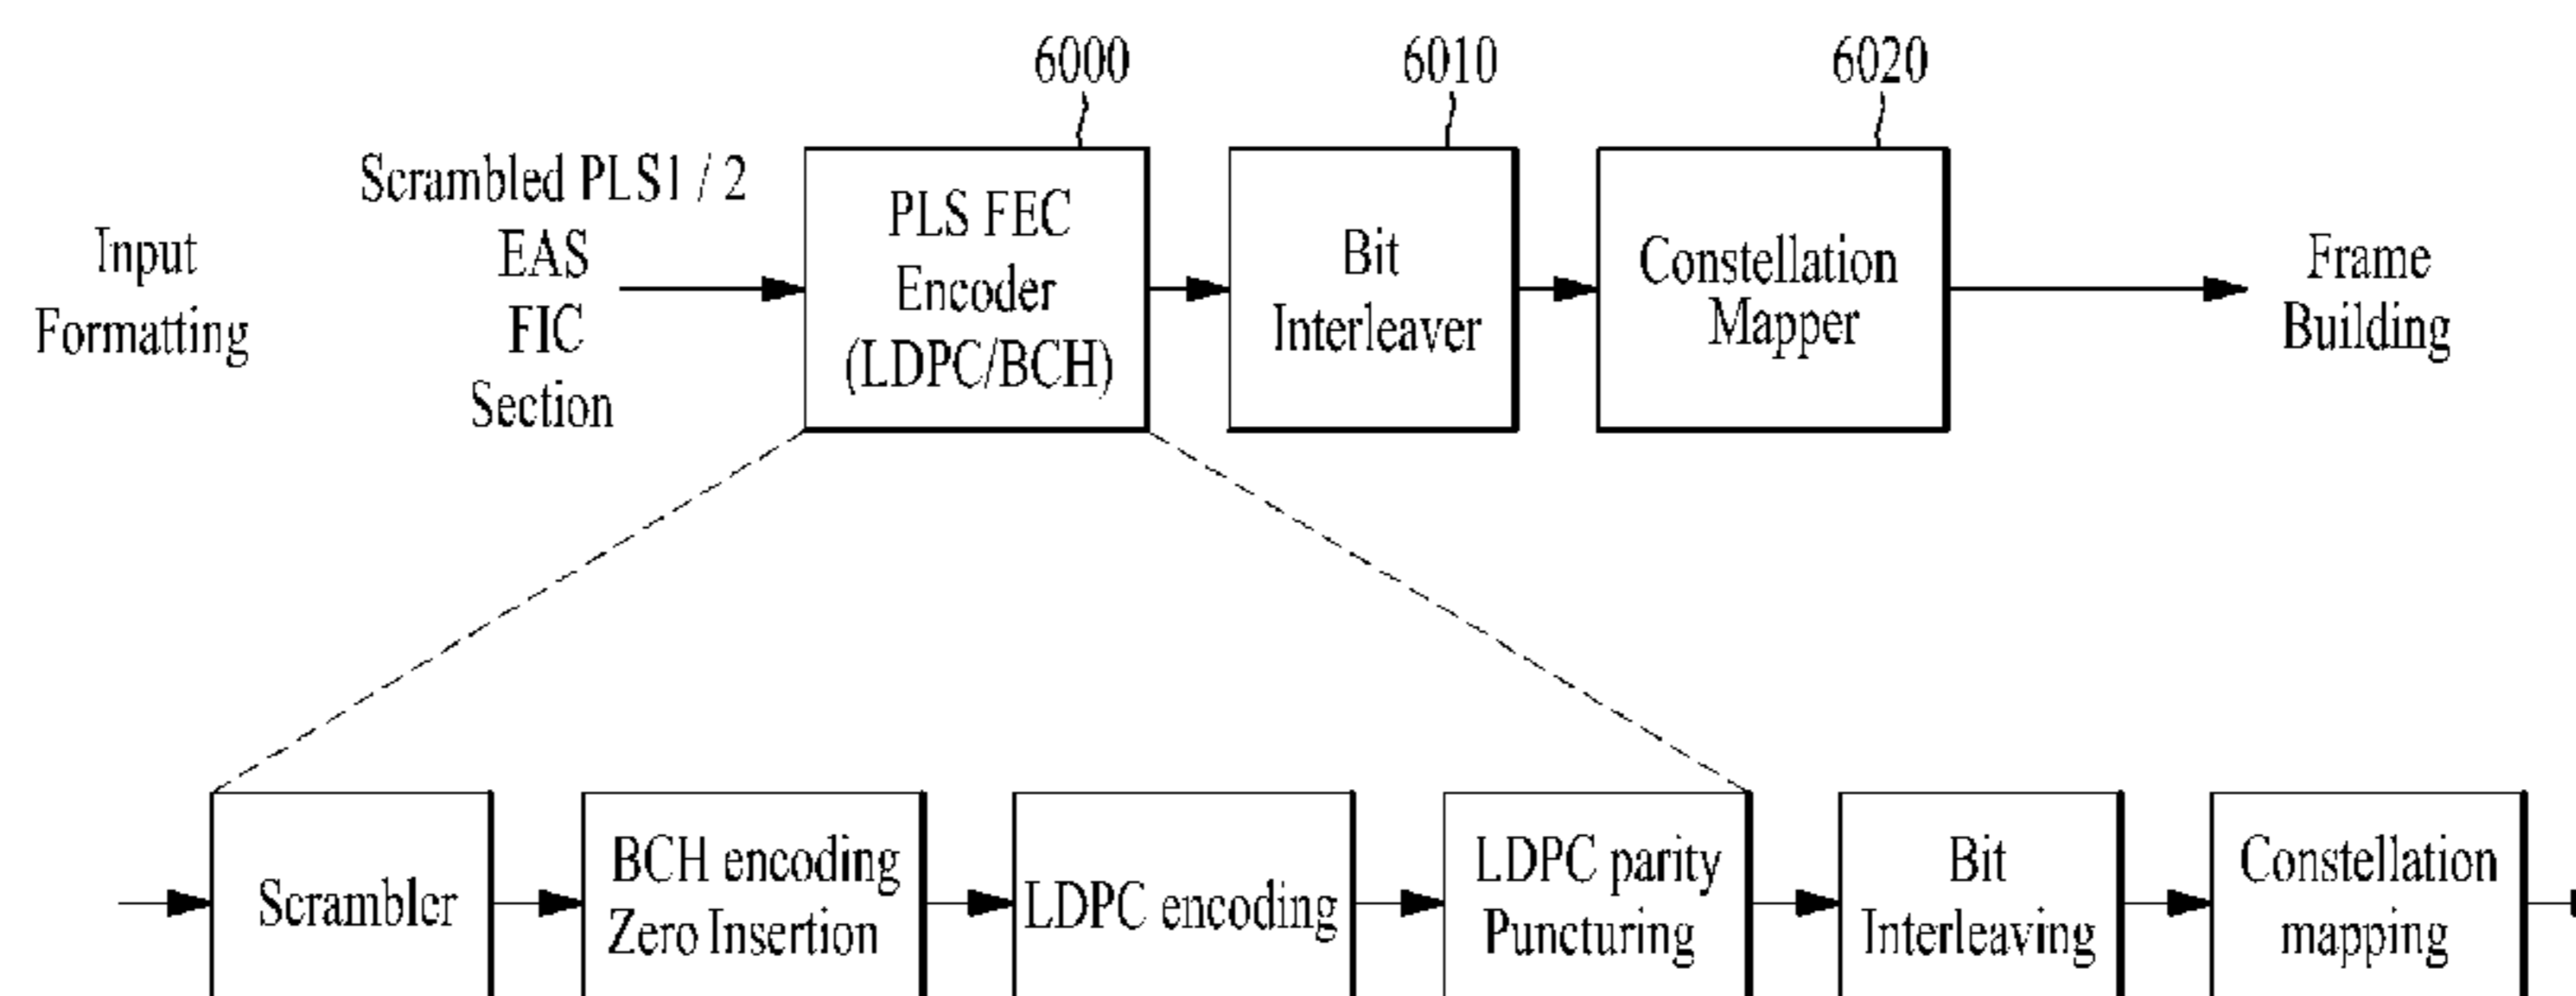 6000
6010
6020
Input
Formatting
Scrambled PLS1 / 2
EAS
FIC
Section
PLS FEC
Encoder
(LDPC/BCH)
Bit
Interleaver
Constellation
Mapper
Frame
Building
Scrambler
BCH encoding
Zero Insertion
LDPC encoding
LDPC parity
Puncturing
Bit
Interleaving
Constellation
mapping